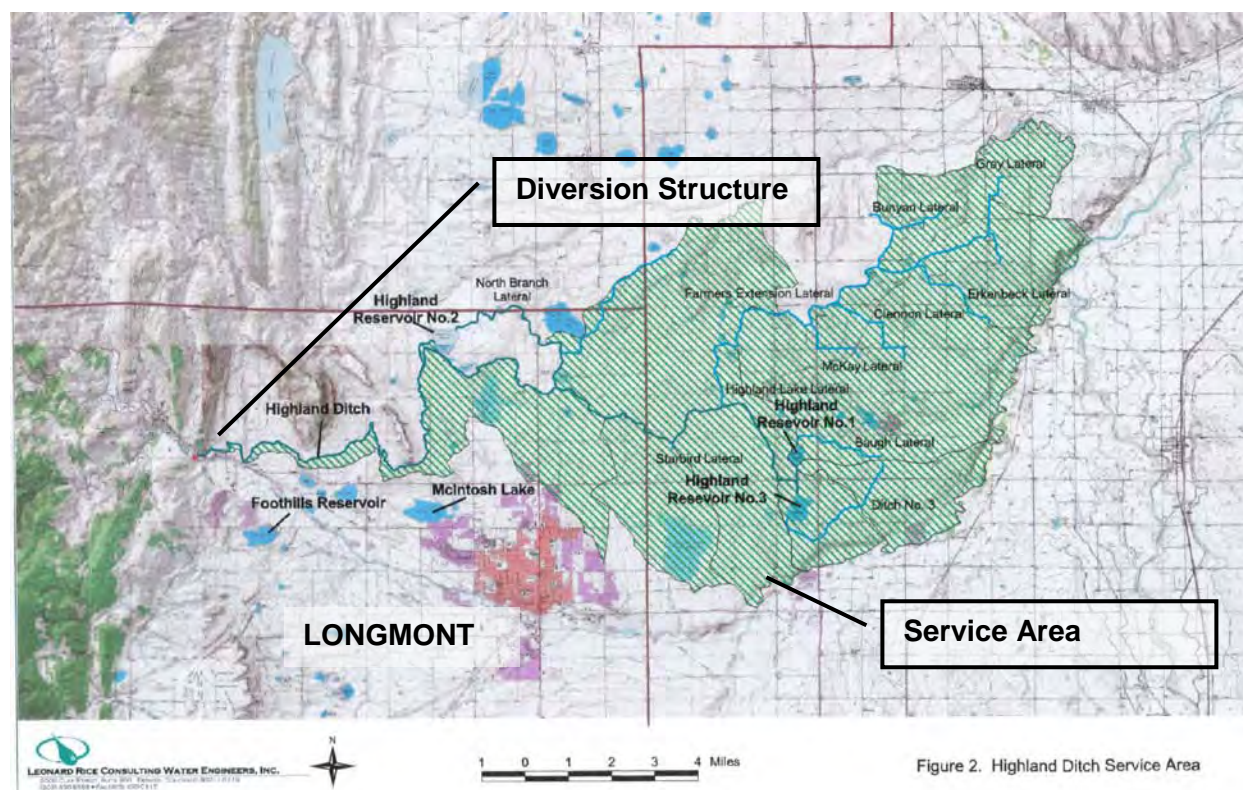 Diversion Structure
Gray Lateral
Bunyan Lateral
North Branch
Lateral
Highland
Reservoir No.2
Farmers Extension Lateral
Erkenbeck Lateral
Clennon Lateral
McKay Lateral
Highland Lake Lateral
Highland
Resevoir No.1
Highland Ditch
Baugh Lateral
Starbird Lateral
Highland
Resevoir No.3
McIntosh Lake
Foothills Reservoir
Ditch No. 3
LONGMONT
Service Area
LEONARD RICE CONSULTING WATER ENGINEERS, INC.
N
1 0 1 2 3 4 Miles
Figure 2. Highland Ditch Service Area